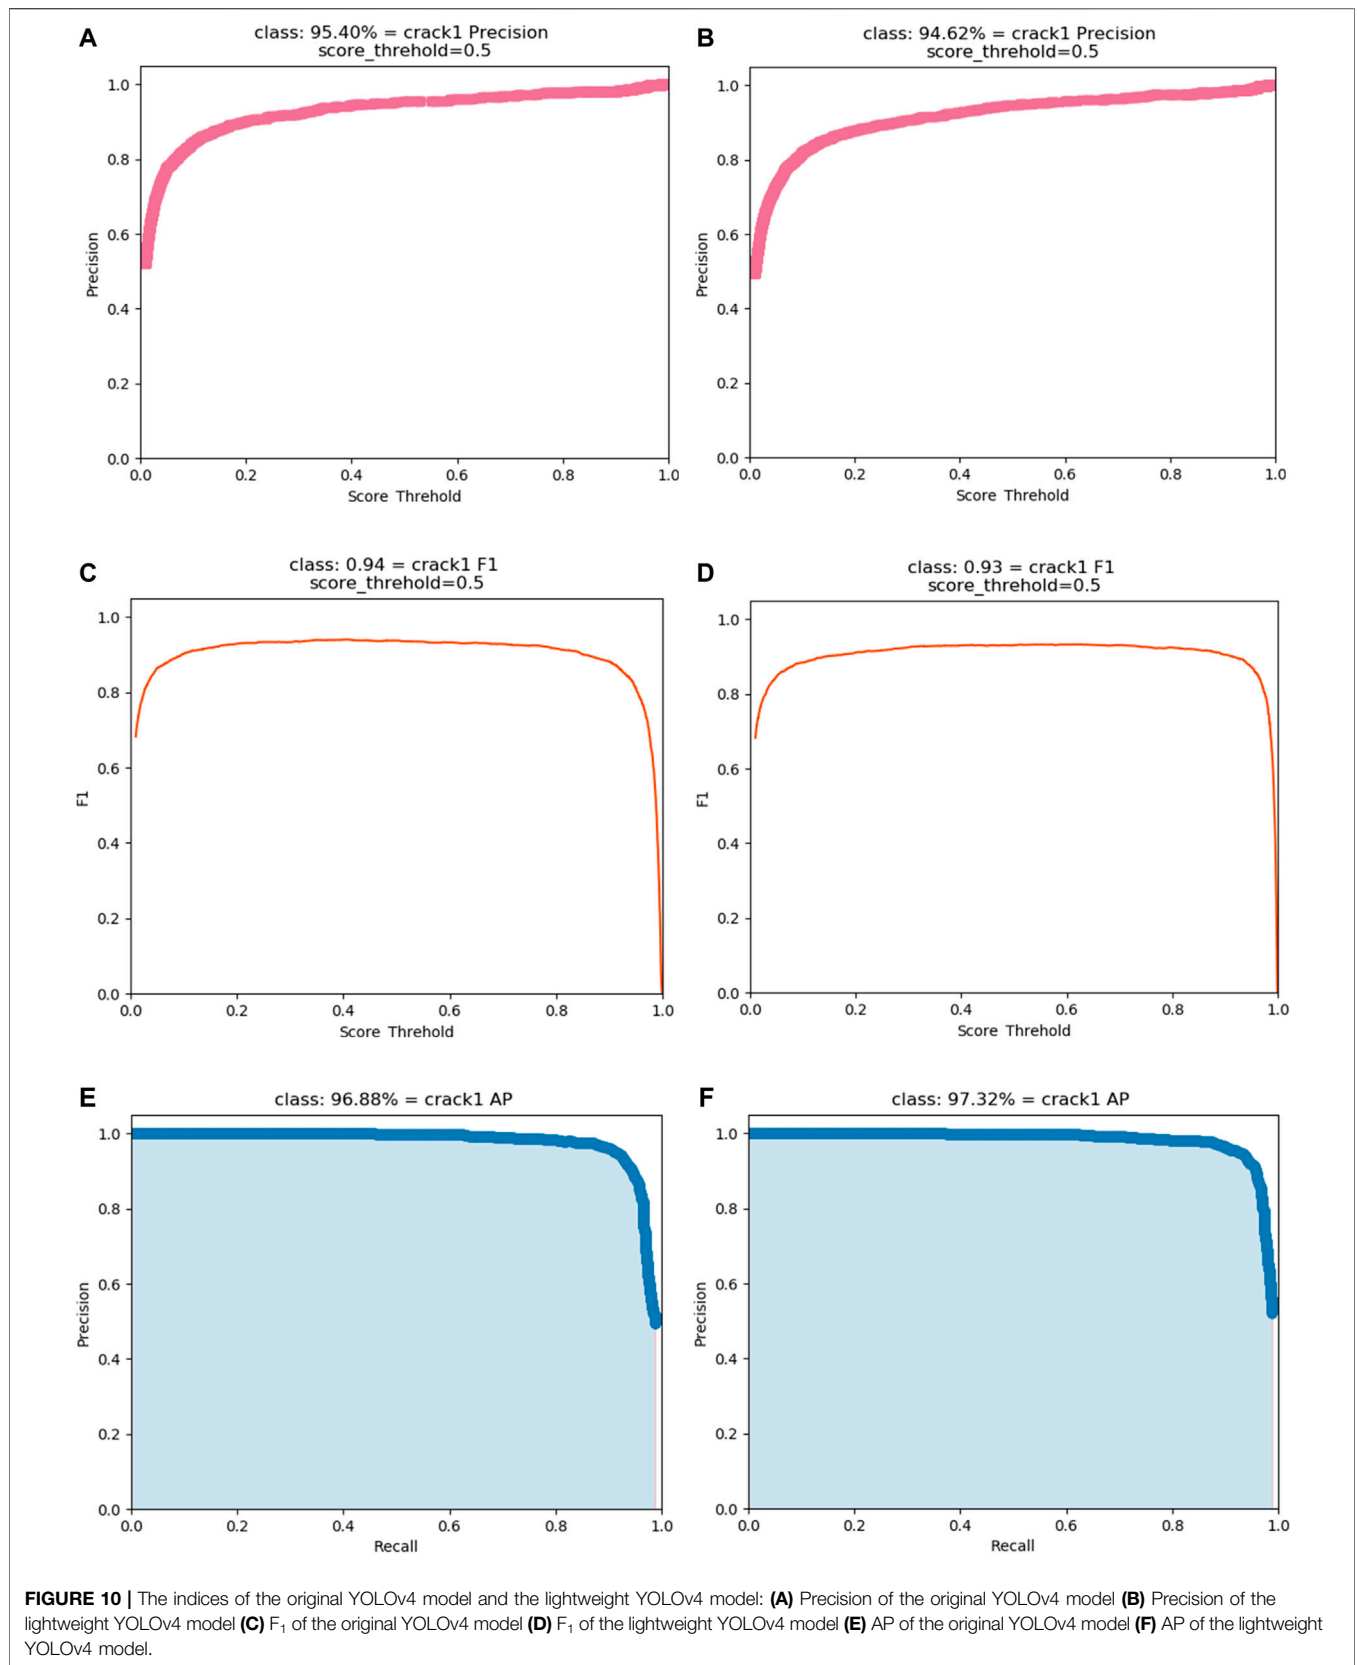 A
class: 95.40% = crack1 Precision
score_threhold=0.5
1.0
0.8
0.6
0.4
0.2
0.0
Precision
0.0 0.2 0.4 0.6 0.8 1.0
Score Threhold
B
class: 94.62% = crack1 Precision
score_threhold=0.5
1.0
0.8
0.6
0.4
0.2
0.0
Precision
0.0 0.2 0.4 0.6 0.8 1.0
Score Threhold
C
class: 0.94 = crack1 F1
score_threhold=0.5
1.0
0.8
0.6
0.4
0.2
0.0
F1
0.0 0.2 0.4 0.6 0.8 1.0
Score Threhold
D
class: 0.93 = crack1 F1
score_threhold=0.5
1.0
0.8
0.6
0.4
0.2
0.0
F1
0.0 0.2 0.4 0.6 0.8 1.0
Score Threhold
E
class: 96.88% = crack1 AP
1.0
0.8
0.6
0.4
0.2
0.0
Precision
0.0 0.2 0.4 0.6 0.8 1.0
Recall
F
class: 97.32% = crack1 AP
1.0
0.8
0.6
0.4
0.2
0.0
Precision
0.0 0.2 0.4 0.6 0.8 1.0
Recall
FIGURE 10 | The indices of the original YOLOv4 model and the lightweight YOLOv4 model: (A) Precision of the original YOLOv4 model (B) Precision of the
lightweight YOLOv4 model (C) F₁ of the original YOLOv4 model (D) F₁ of the lightweight YOLOv4 model (E) AP of the original YOLOv4 model (F) AP of the lightweight
YOLOv4 model.